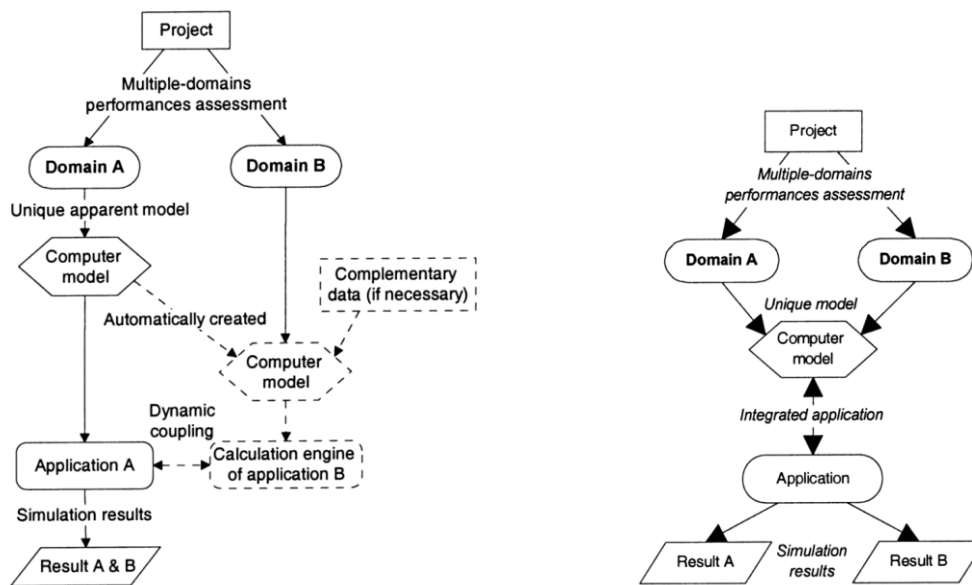 Project
Multiple-domains
performances assessment
Domain A
Domain B
Unique apparent model
Computer
model
Complementary
data (if necessary)
Automatically created
Computer
model
Dynamic
coupling
Application A
Calculation engine
of application B
Simulation results
Result A & B
Project
Multiple-domains
performances assessment
Domain A
Domain B
Unique model
Computer
model
Integrated application
Application
Result A
Simulation
results
Result B